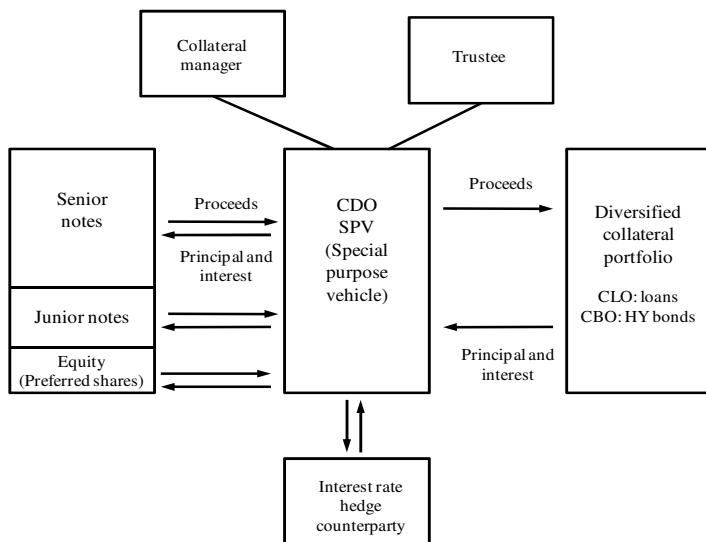 Collateral
manager
Trustee
Senior
notes
Proceeds
Principal and
interest
Junior notes
Equity
(Preferred shares)
CDO
SPV
(Special
purpose
vehicle)
Proceeds
Principal and
interest
Diversified
collateral
portfolio
CLO: loans
CBO: HY bonds
Interest rate
hedge
counterparty